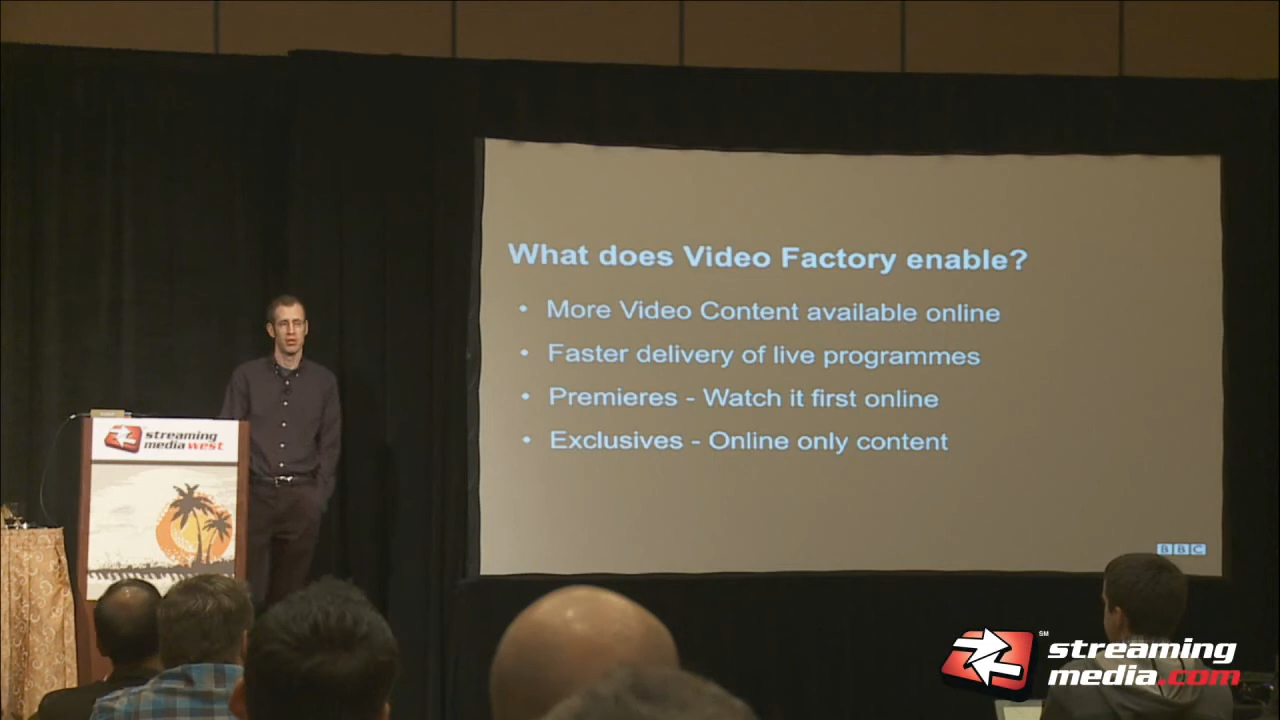 What does Video Factory enable?
• More Video Content available online
• Faster delivery of live programmes
• Premieres - Watch it first online
• Exclusives - Online only content
BBC
streaming
media west
SM
streaming
media.com